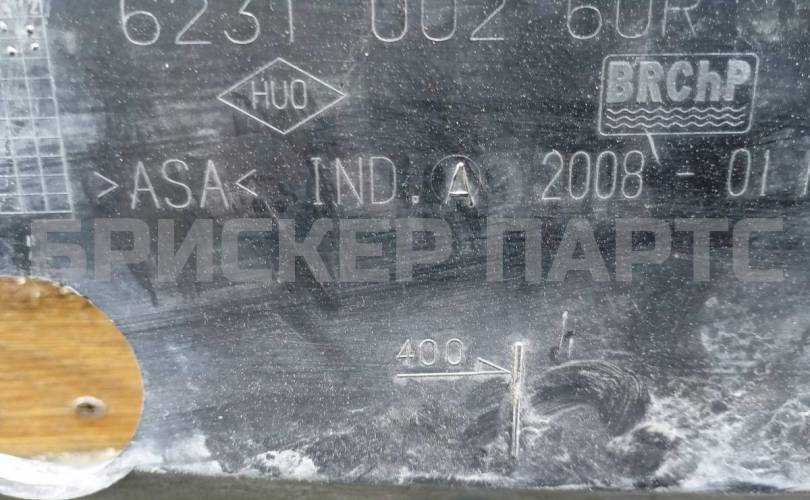 6231 002 60R
HUO
BRChP
>ASA< IND. A 2008 - 01
БРИСКЕР ПАРТС
400